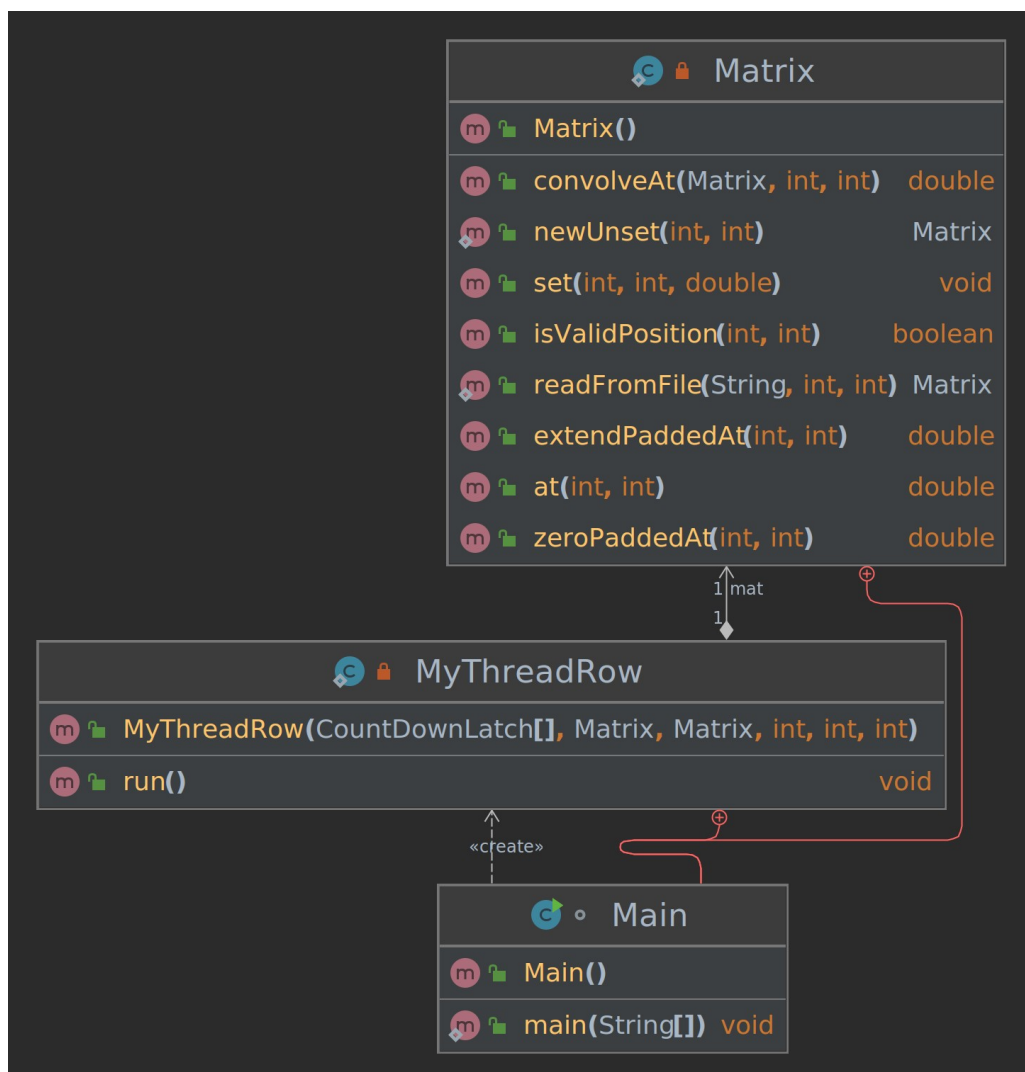 Matrix
Matrix()
convolveAt(Matrix, int, int) double
newUnset(int, int) Matrix
set(int, int, double) void
isValidPosition(int, int) boolean
readFromFile(String, int, int) Matrix
extendPaddedAt(int, int) double
at(int, int) double
zeroPaddedAt(int, int) double
1 mat
1
MyThreadRow
MyThreadRow(CountDownLatch[], Matrix, Matrix, int, int, int)
run() void
«create»
Main
Main()
main(String[]) void